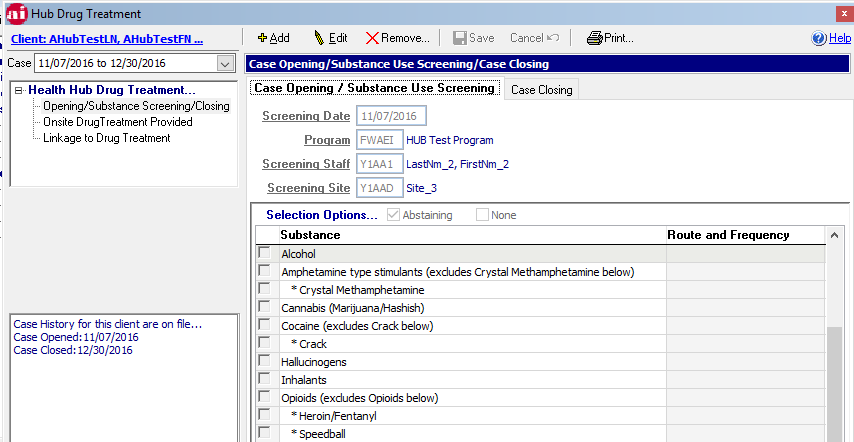 Hub Drug Treatment
Client: AHubTestLN, AHubTestFN ...
Add Edit Remove... Save Cancel Print... Help
Case 11/07/2016 to 12/30/2016
Health Hub Drug Treatment...
Opening/Substance Screening/Closing
Onsite DrugTreatment Provided
Linkage to Drug Treatment
Case History for this client are on file...
Case Opened:11/07/2016
Case Closed:12/30/2016
Case Opening/Substance Use Screening/Case Closing
Case Opening / Substance Use Screening Case Closing
Screening Date 11/07/2016
Program FWAEI HUB Test Program
Screening Staff Y1AA1 LastNm_2, FirstNm_2
Screening Site Y1AAD Site_3
Selection Options... Abstaining None
Substance Route and Frequency
Alcohol
Amphetamine type stimulants (excludes Crystal Methamphetamine below)
* Crystal Methamphetamine
Cannabis (Marijuana/Hashish)
Cocaine (excludes Crack below)
* Crack
Hallucinogens
Inhalants
Opioids (excludes Opioids below)
* Heroin/Fentanyl
* Speedball